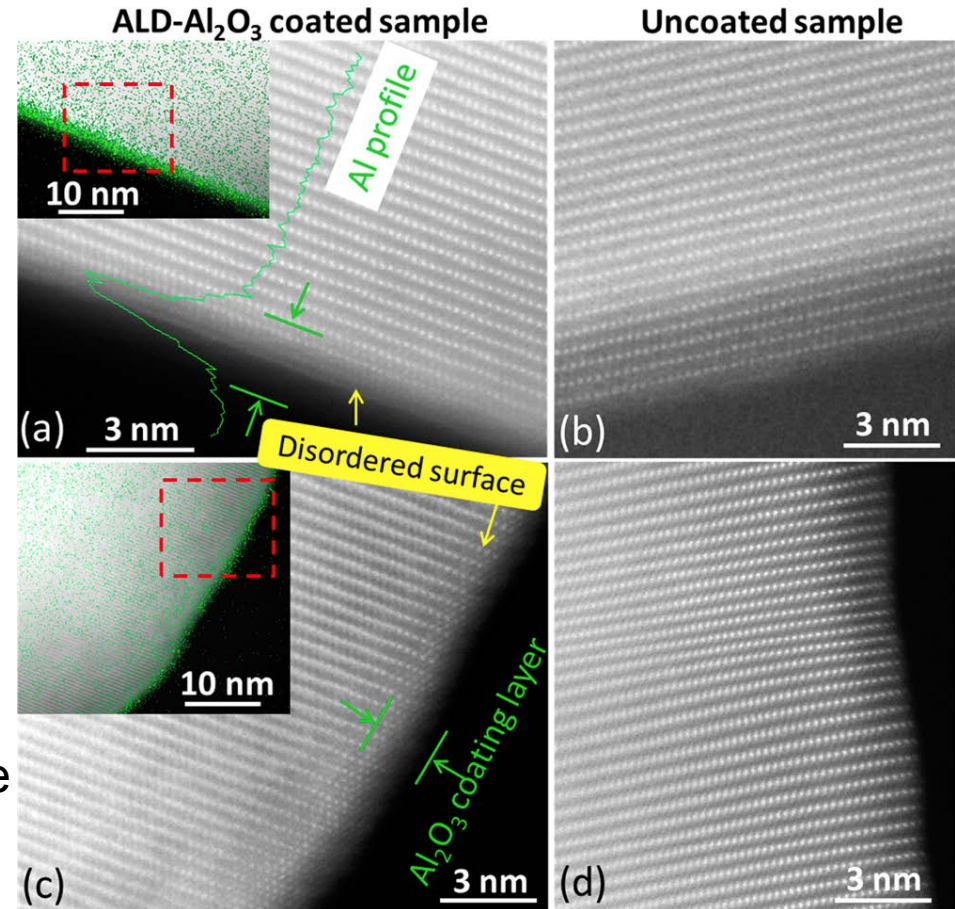 ALD-Al₂O₃ coated sample
Uncoated sample
10 nm
Al profile
(a)
3 nm
(b)
3 nm
Disordered surface
10 nm
Al₂O₃ coating layer
(c)
3 nm
(d)
3 nm
e